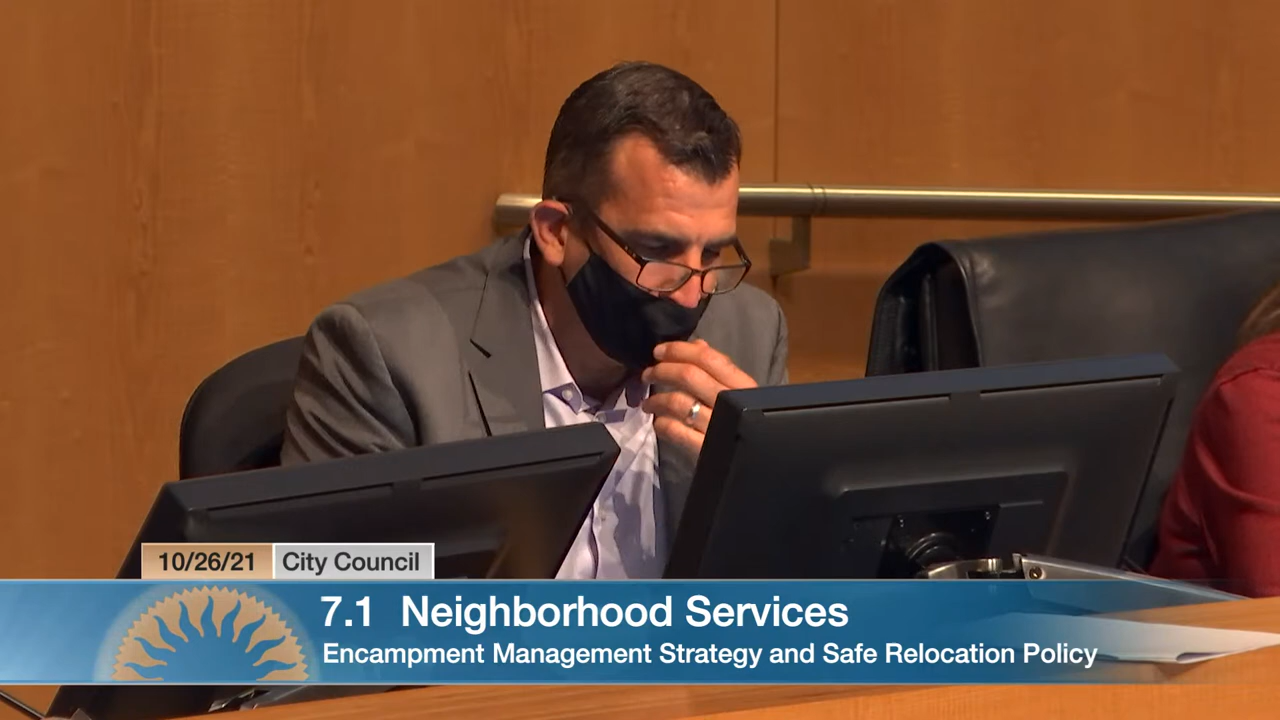 10/26/21 City Council
7.1 Neighborhood Services
Encampment Management Strategy and Safe Relocation Policy